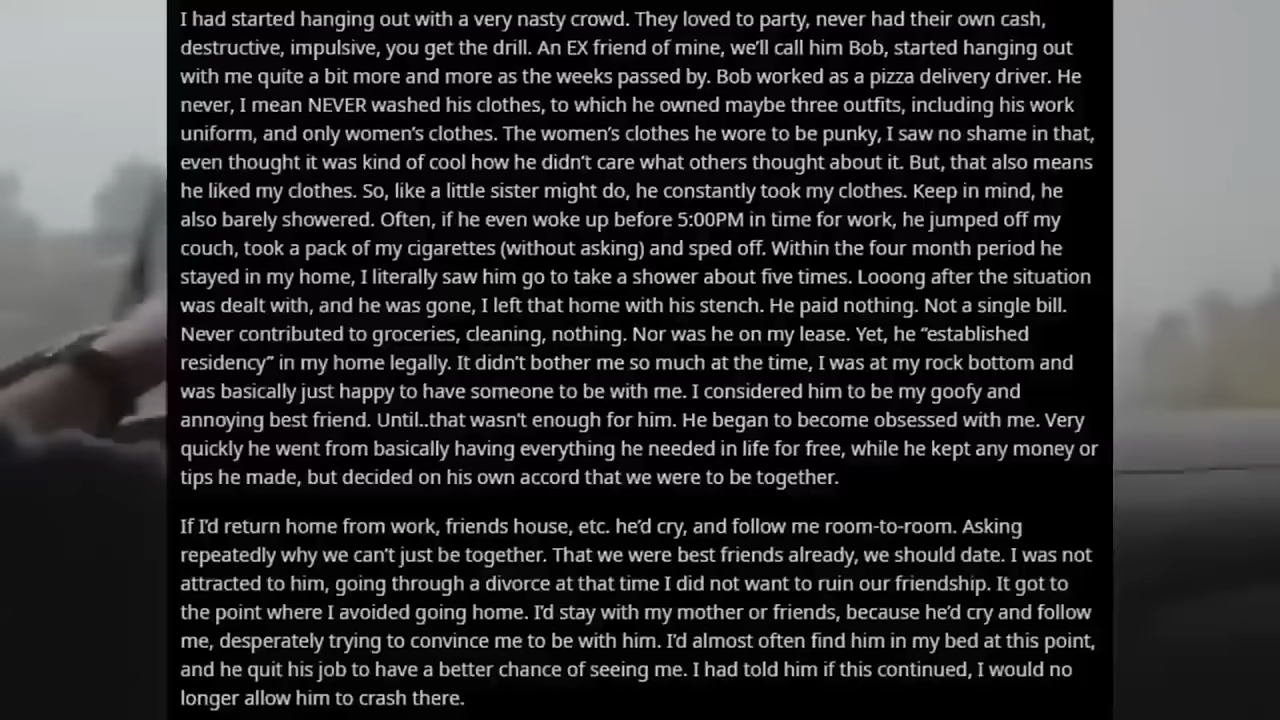 I had started hanging out with a very nasty crowd. They loved to party, never had their own cash,
destructive, impulsive, you get the drill. An EX friend of mine, we'll call him Bob, started hanging out
with me quite a bit more and more as the weeks passed by. Bob worked as a pizza delivery driver. He
never, I mean NEVER washed his clothes, to which he owned maybe three outfits, including his work
uniform, and only women's clothes. The women's clothes he wore to be punky, I saw no shame in that,
even thought it was kind of cool how he didn't care what others thought about it. But, that also means
he liked my clothes. So, like a little sister might do, he constantly took my clothes. Keep in mind, he
also barely showered. Often, if he even woke up before 5:00PM in time for work, he jumped off my
couch, took a pack of my cigarettes (without asking) and sped off. Within the four month period he
stayed in my home, I literally saw him go to take a shower about five times. Looong after the situation
was dealt with, and he was gone, I left that home with his stench. He paid nothing. Not a single bill.
Never contributed to groceries, cleaning, nothing. Nor was he on my lease. Yet, he “established
residency” in my home legally. It didn't bother me so much at the time, I was at my rock bottom and
was basically just happy to have someone to be with me. I considered him to be my goofy and
annoying best friend. Until..that wasn't enough for him. He began to become obsessed with me. Very
quickly he went from basically having everything he needed in life for free, while he kept any money or
tips he made, but decided on his own accord that we were to be together.
If I'd return home from work, friends house, etc. he'd cry, and follow me room-to-room. Asking
repeatedly why we can't just be together. That we were best friends already, we should date. I was not
attracted to him, going through a divorce at that time I did not want to ruin our friendship. It got to
the point where I avoided going home. I'd stay with my mother or friends, because he'd cry and follow
me, desperately trying to convince me to be with him. I'd almost often find him in my bed at this point,
and he quit his job to have a better chance of seeing me. I had told him if this continued, I would no
longer allow him to crash there.